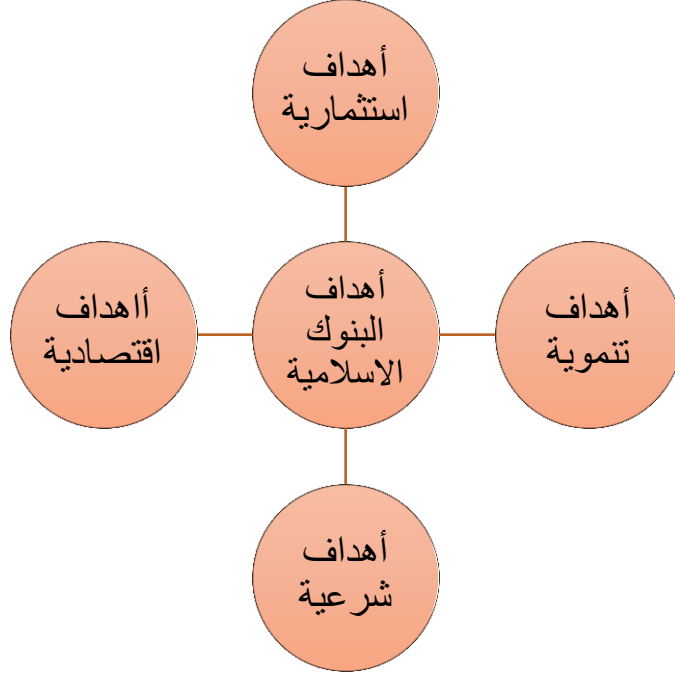 أهداف
استثمارية
أهداف
تنموية
أهداف
البنوك
الاسلامية
أاهداف
اقتصادية
أهداف
شرعية